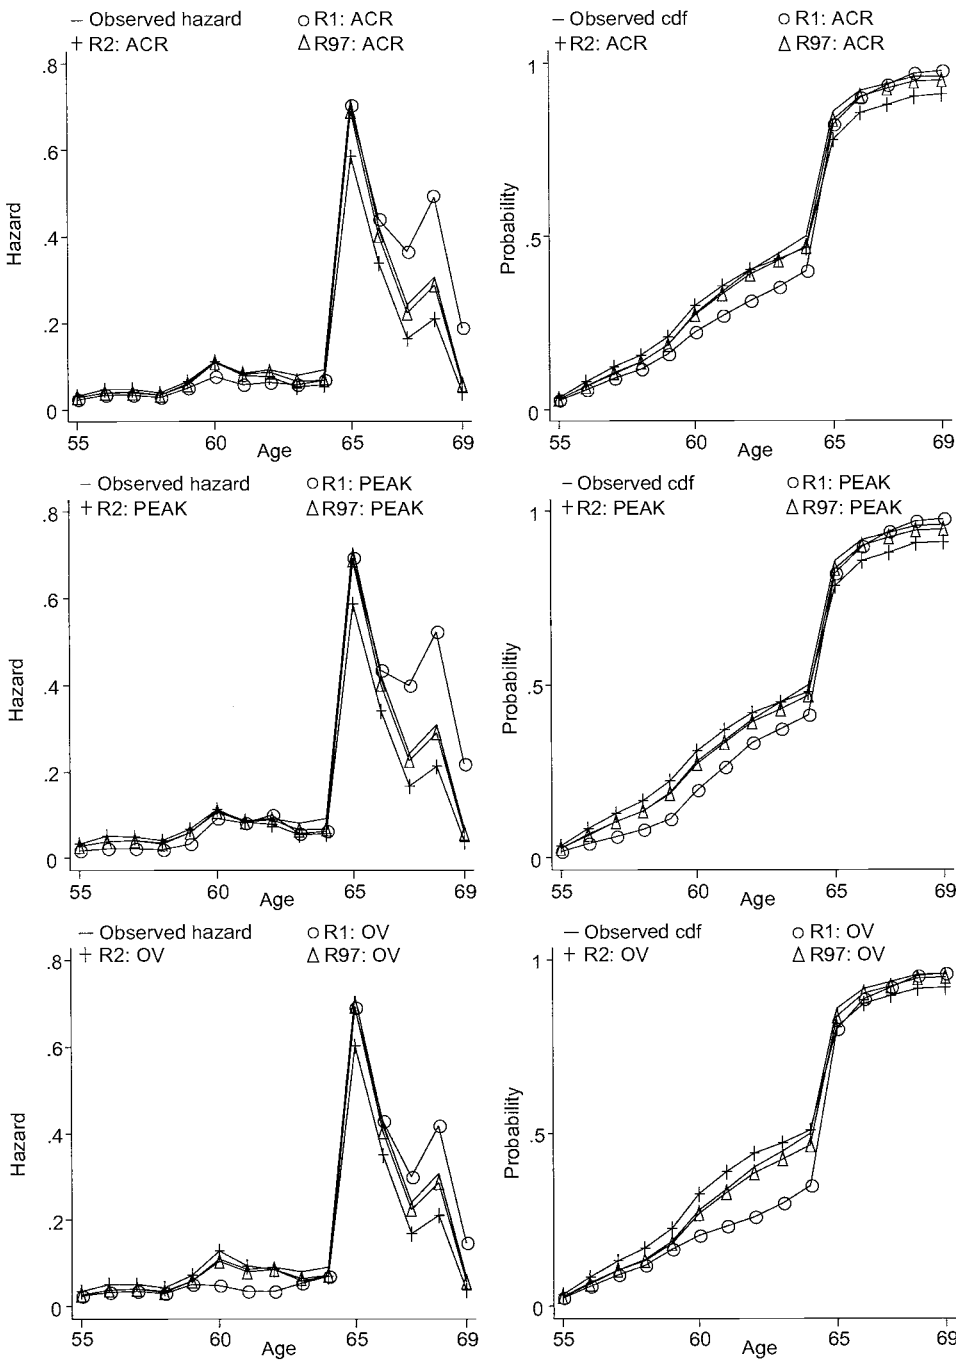 – Observed hazard ○ R1: ACR
+ R2: ACR △ R97: ACR
.8
.6
.4
.2
0
Hazard
55 60 65 69
Age
– Observed cdf ○ R1: ACR
+ R2: ACR △ R97: ACR
1
.5
0
Probability
55 60 65 69
Age
– Observed hazard ○ R1: PEAK
+ R2: PEAK △ R97: PEAK
.8
.6
.4
.2
0
Hazard
55 60 65 69
Age
– Observed cdf ○ R1: PEAK
+ R2: PEAK △ R97: PEAK
1
.5
0
Probabiltiy
55 60 65 69
Age
– Observed hazard ○ R1: OV
+ R2: OV △ R97: OV
.8
.6
.4
.2
0
Hazard
55 60 65 69
Age
– Observed cdf ○ R1: OV
+ R2: OV △ R97: OV
1
.5
0
Probability
55 60 65 69
Age